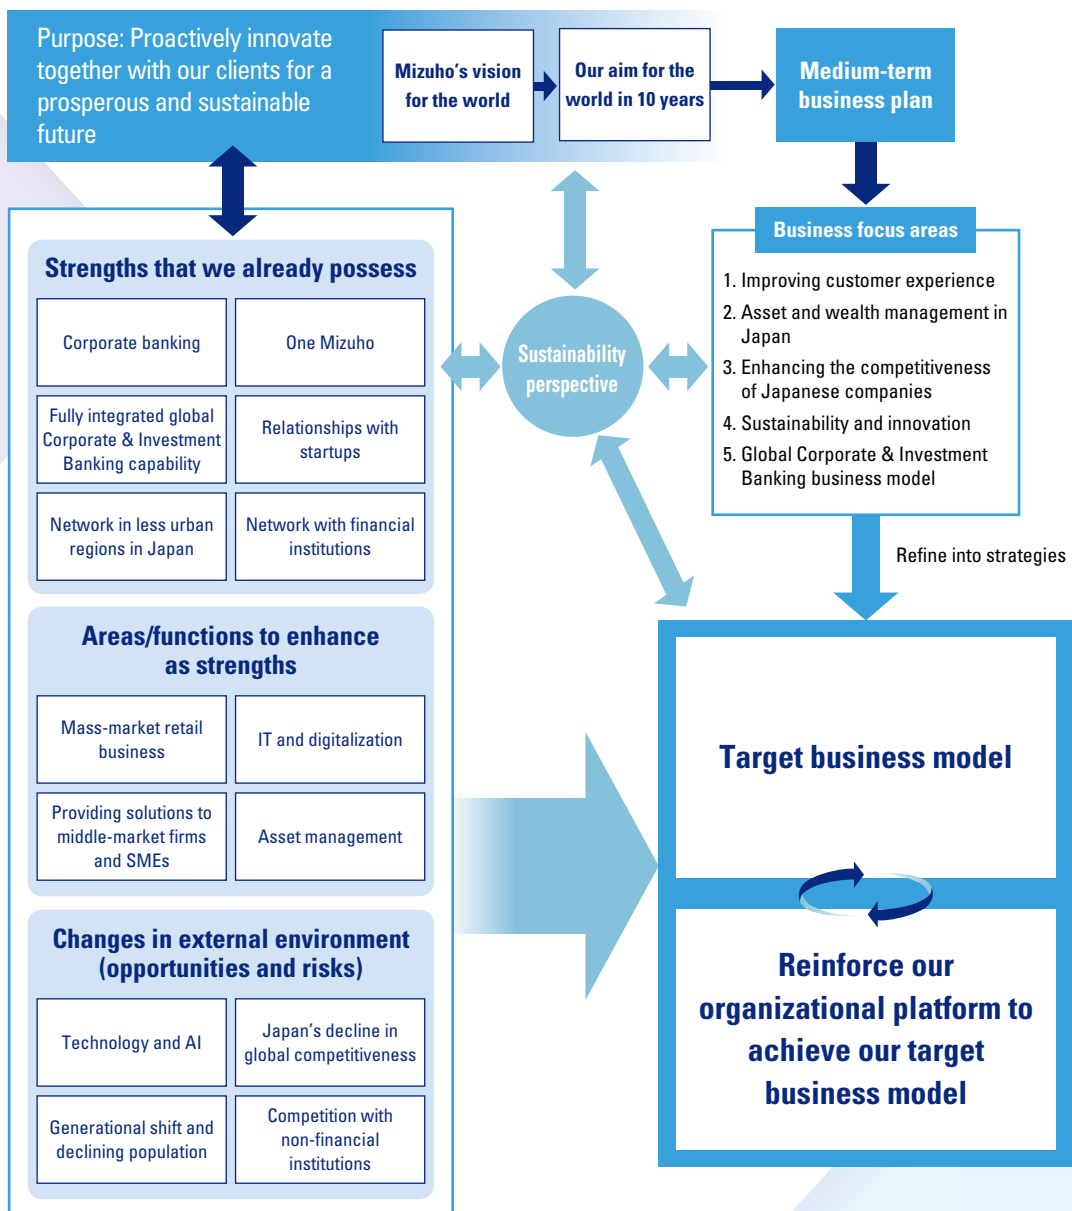 Purpose: Proactively innovate
together with our clients for a
prosperous and sustainable
future
Mizuho's vision
for the world
Our aim for the
world in 10 years
Medium-term
business plan
Strengths that we already possess
Corporate banking
One Mizuho
Fully integrated global
Corporate & Investment
Banking capability
Relationships with
startups
Network in less urban
regions in Japan
Network with financial
institutions
Areas/functions to enhance
as strengths
Mass-market retail
business
IT and digitalization
Providing solutions to
middle-market firms
and SMEs
Asset management
Changes in external environment
(opportunities and risks)
Technology and AI
Japan's decline in
global competitiveness
Generational shift and
declining population
Competition with
non-financial
institutions
Sustainability
perspective
Business focus areas
1. Improving customer experience
2. Asset and wealth management in
Japan
3. Enhancing the competitiveness
of Japanese companies
4. Sustainability and innovation
5. Global Corporate & Investment
Banking business model
Refine into strategies
Target business model
Reinforce our
organizational platform to
achieve our target
business model